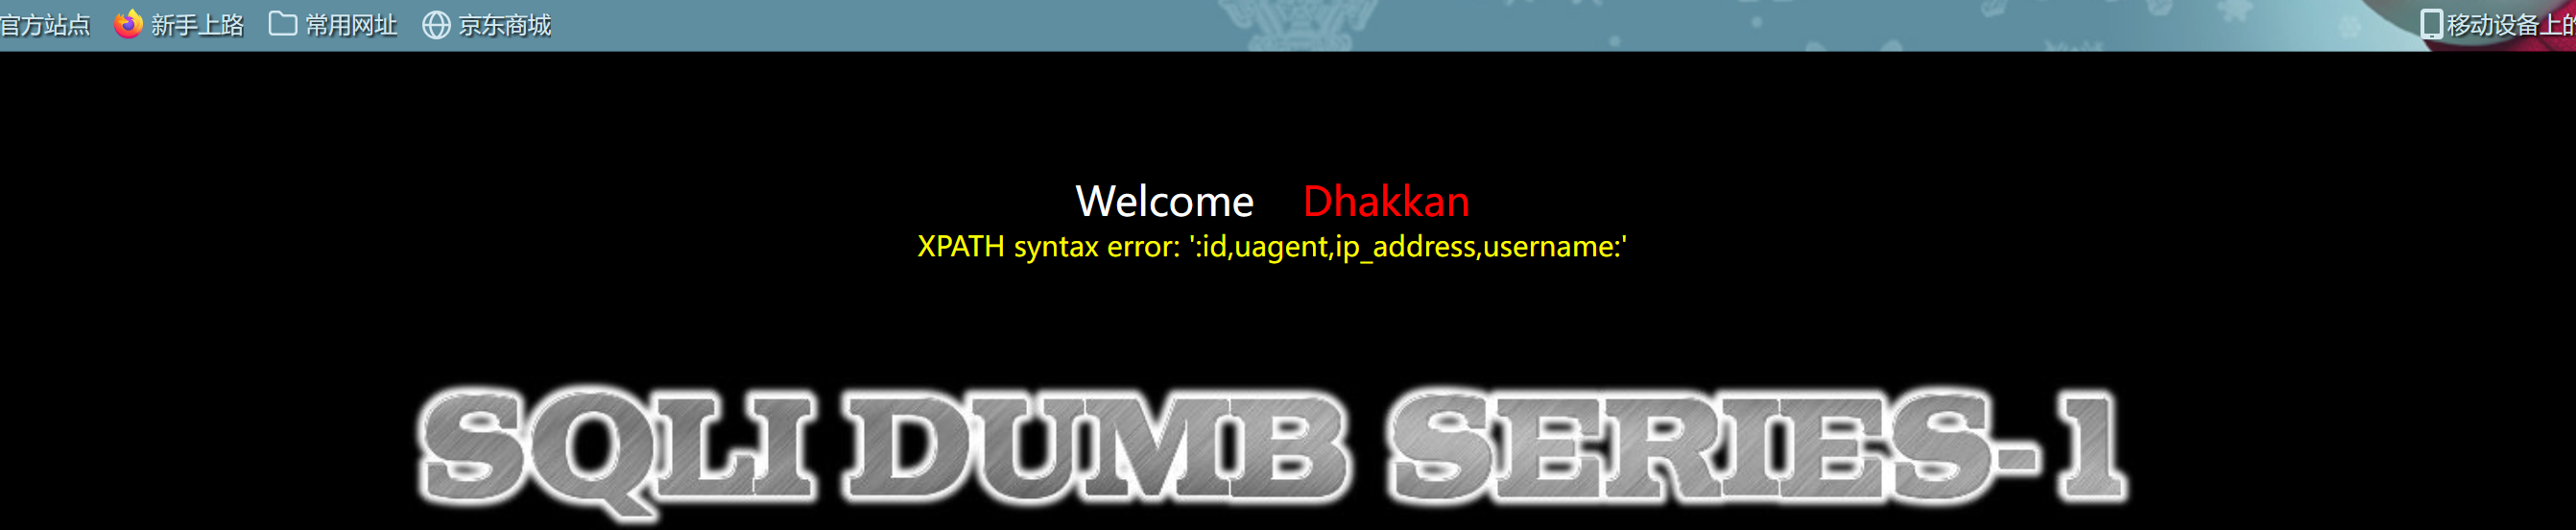 官方站点 新手上路 常用网址 京东商城 移动设备上的
Welcome Dhakkan
XPATH syntax error: ':id,uagent,ip_address,username:'
SQLI DUMB SERIES-1